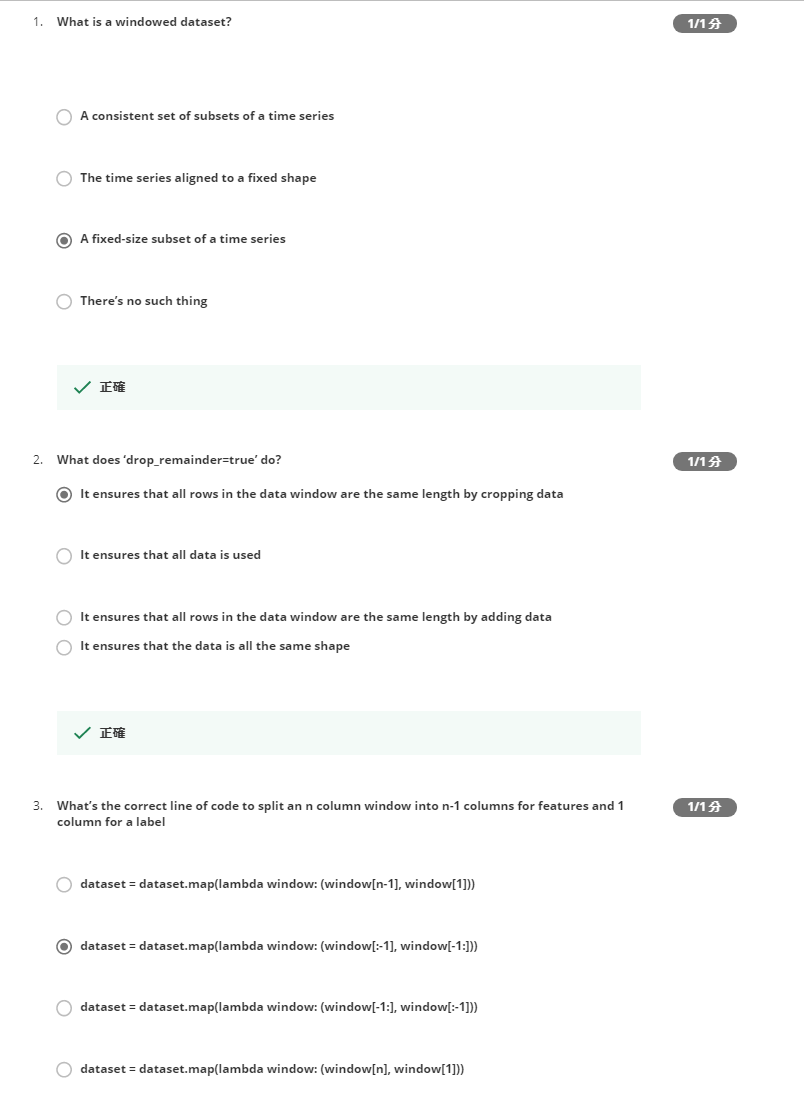 1. What is a windowed dataset?
1/1 分
A consistent set of subsets of a time series
The time series aligned to a fixed shape
A fixed-size subset of a time series
There’s no such thing
正確
2. What does ‘drop_remainder=true’ do?
1/1 分
It ensures that all rows in the data window are the same length by cropping data
It ensures that all data is used
It ensures that all rows in the data window are the same length by adding data
It ensures that the data is all the same shape
正確
3. What’s the correct line of code to split an n column window into n-1 columns for features and 1
column for a label
1/1 分
dataset = dataset.map(lambda window: (window[n-1], window[1]))
dataset = dataset.map(lambda window: (window[:-1], window[-1:]))
dataset = dataset.map(lambda window: (window[-1:], window[:-1]))
dataset = dataset.map(lambda window: (window[n], window[1]))